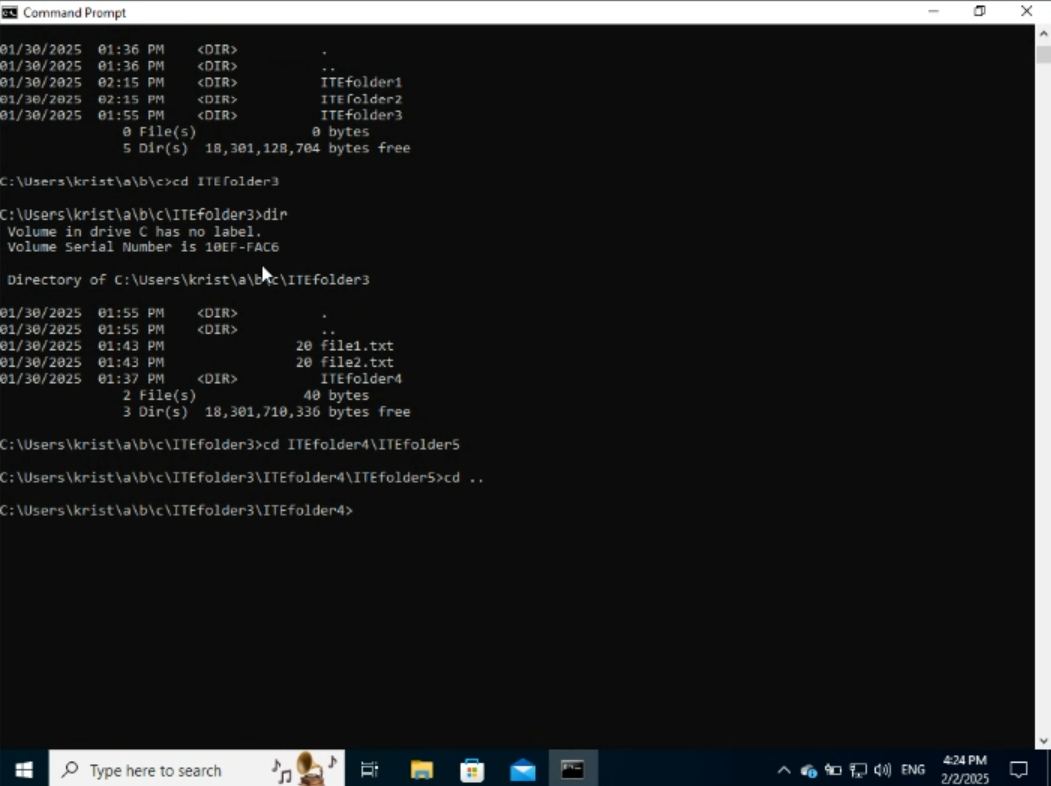 Command Prompt
01/30/2025  01:36 PM    <DIR>          .
01/30/2025  01:36 PM    <DIR>          ..
01/30/2025  02:15 PM    <DIR>          ITEfolder1
01/30/2025  02:15 PM    <DIR>          ITEfolder2
01/30/2025  01:55 PM    <DIR>          ITEfolder3
               0 File(s)              0 bytes
               5 Dir(s)  18,301,128,704 bytes free
C:\Users\krist\a\b\c>cd ITEfolder3
C:\Users\krist\a\b\c\ITEfolder3>dir
 Volume in drive C has no label.
 Volume Serial Number is 10EF-FAC6
 Directory of C:\Users\krist\a\b\c\ITEfolder3
01/30/2025  01:55 PM    <DIR>          .
01/30/2025  01:55 PM    <DIR>          ..
01/30/2025  01:43 PM                20 file1.txt
01/30/2025  01:43 PM                20 file2.txt
01/30/2025  01:37 PM    <DIR>          ITEfolder4
               2 File(s)             40 bytes
               3 Dir(s)  18,301,710,336 bytes free
C:\Users\krist\a\b\c\ITEfolder3>cd ITEfolder4\ITEfolder5
C:\Users\krist\a\b\c\ITEfolder3\ITEfolder4\ITEfolder5>cd ..
C:\Users\krist\a\b\c\ITEfolder3\ITEfolder4>
Type here to search
ENG
4:24 PM
2/2/2025